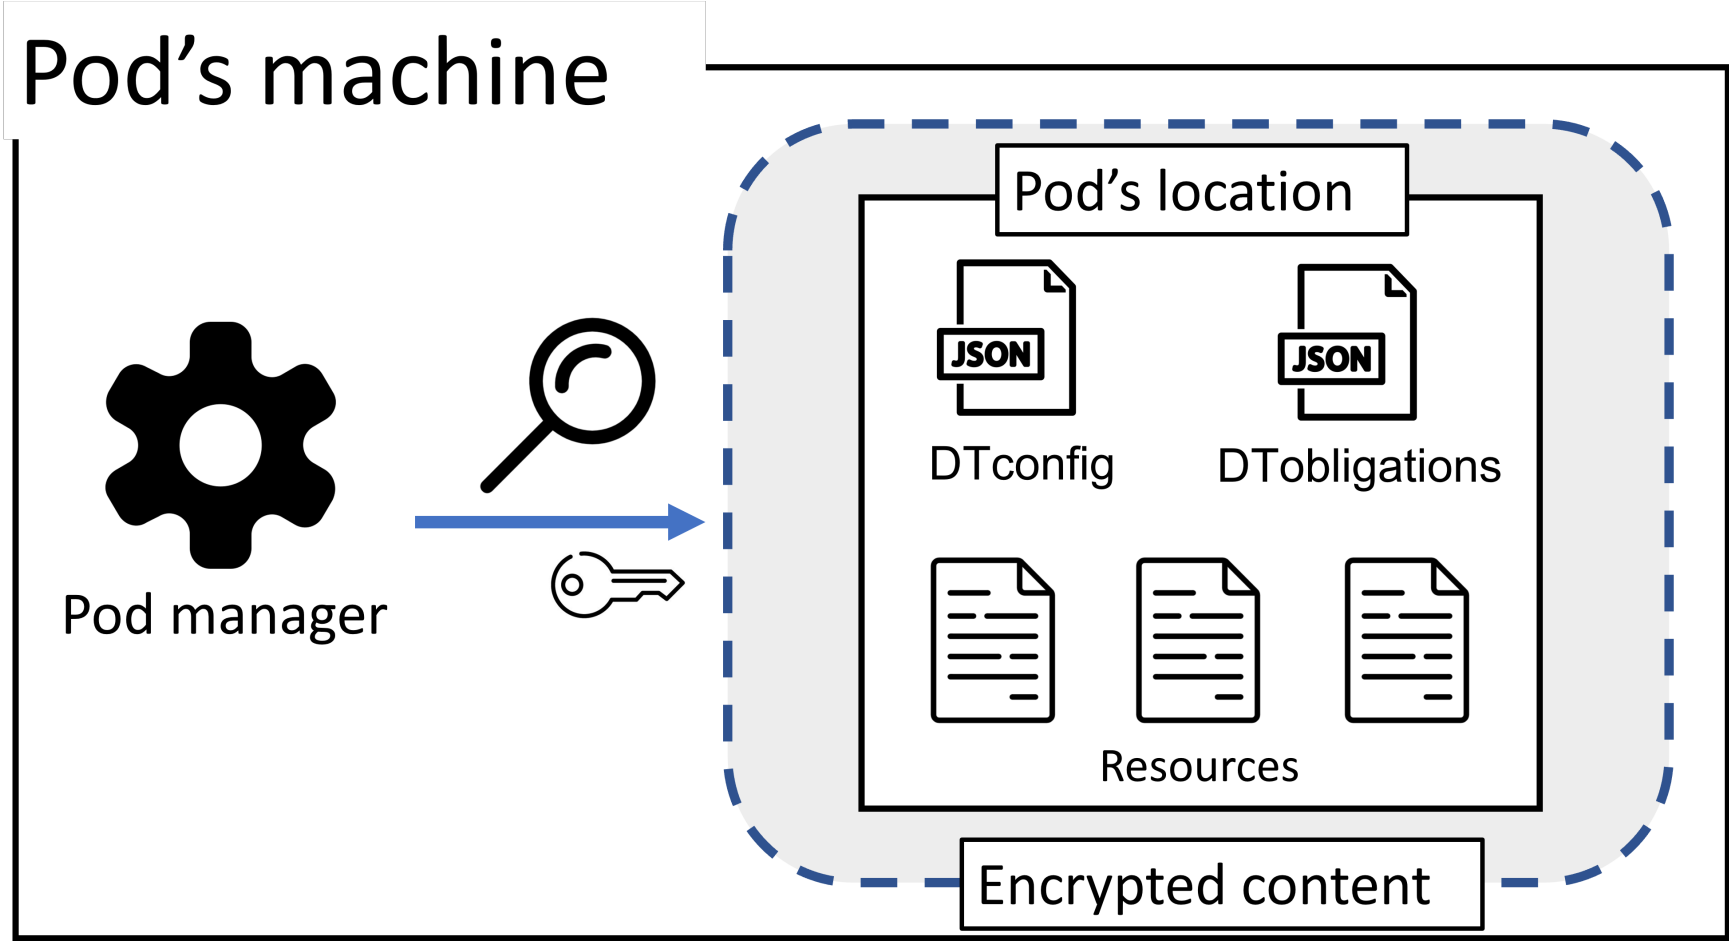 Pod's machine
Pod's location
JSON
JSON
DTconfig
DTobligations
Pod manager
Resources
Encrypted content